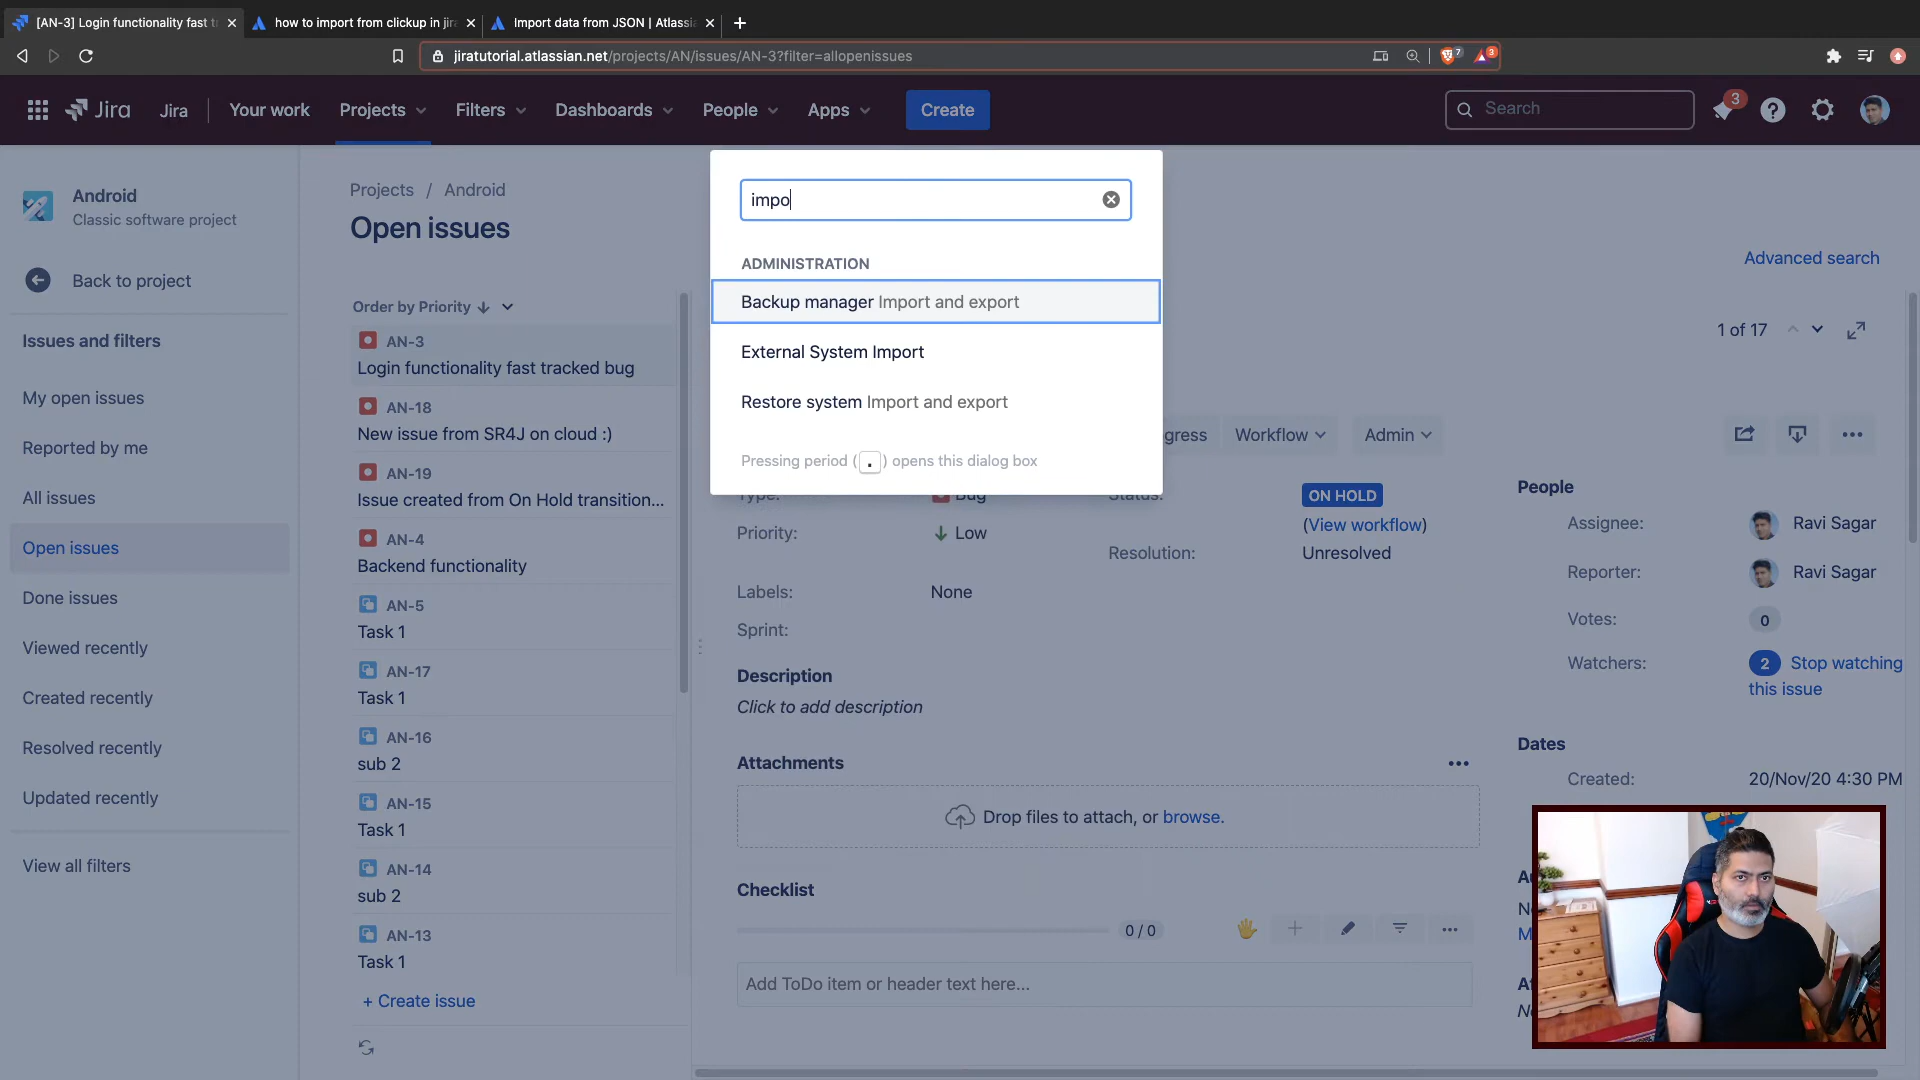 [AN-3] Login functionality fast t
how to import from clickup in jira
Import data from JSON | Atlassi
jiratutorial.atlassian.net/projects/AN/issues/AN-3?filter=allopenissues
7
3
Jira
Jira
Your work
Projects
Filters
Dashboards
People
Apps
Create
Search
3
Android
Classic software project
Back to project
Issues and filters
My open issues
Reported by me
All issues
Open issues
Done issues
Viewed recently
Created recently
Resolved recently
Updated recently
View all filters
Projects / Android
Open issues
Order by Priority
AN-3
Login functionality fast tracked bug
AN-18
New issue from SR4J on cloud :)
AN-19
Issue created from On Hold transition...
AN-4
Backend functionality
AN-5
Task 1
AN-17
Task 1
AN-16
sub 2
AN-15
Task 1
AN-14
sub 2
AN-13
Task 1
+ Create issue
impo
ADMINISTRATION
Backup manager Import and export
External System Import
Restore system Import and export
Pressing period ( . ) opens this dialog box
Advanced search
1 of 17
gress
Workflow
Admin
Type:
Bug
Status:
ON HOLD
(View workflow)
Priority:
Low
Resolution:
Unresolved
Labels:
None
Sprint:
Description
Click to add description
Attachments
Drop files to attach, or browse.
Checklist
0 / 0
Add ToDo item or header text here...
People
Assignee:
Ravi Sagar
Reporter:
Ravi Sagar
Votes:
0
Watchers:
2
Stop watching
this issue
Dates
Created:
20/Nov/20 4:30 PM